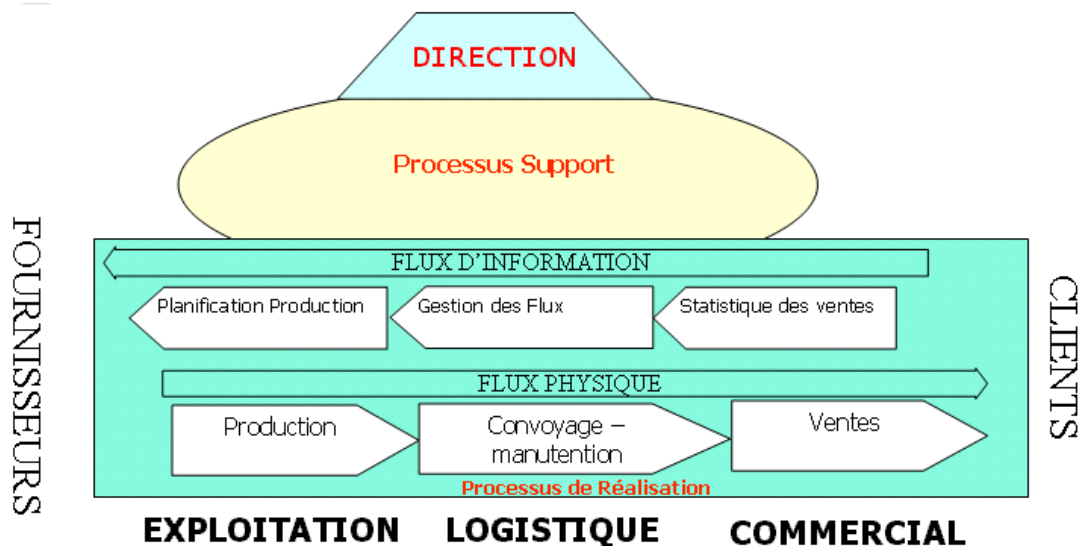 DIRECTION
Processus Support
FOURNISSEURS
CLIENTS
FLUX D'INFORMATION
Planification Production
Gestion des Flux
Statistique des ventes
FLUX PHYSIQUE
Production
Convoyage –
manutention
Ventes
Processus de Réalisation
EXPLOITATION
LOGISTIQUE
COMMERCIAL